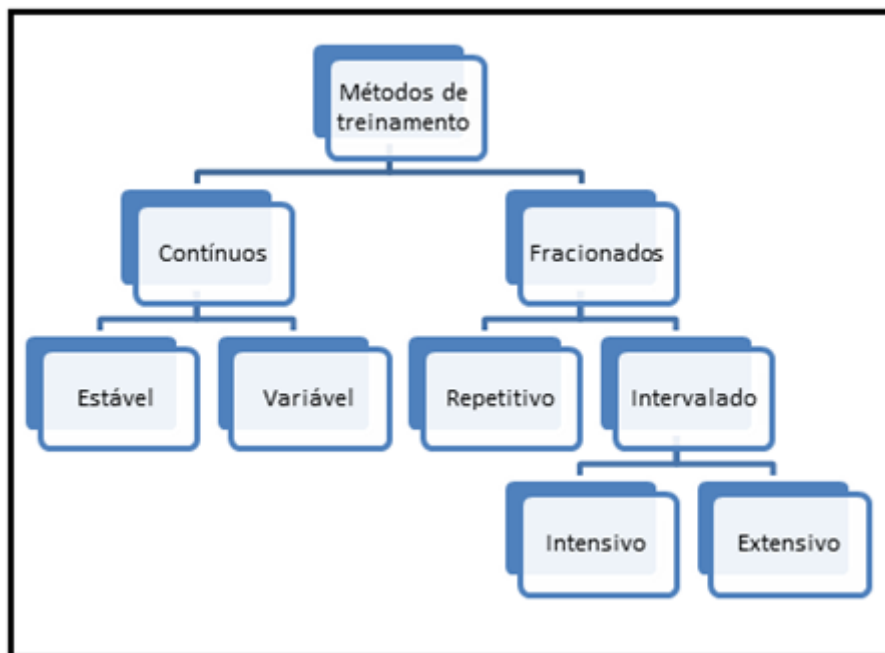 Métodos de
treinamento
Contínuos
Fracionados
Estável
Variável
Repetitivo
Intervalado
Intensivo
Extensivo